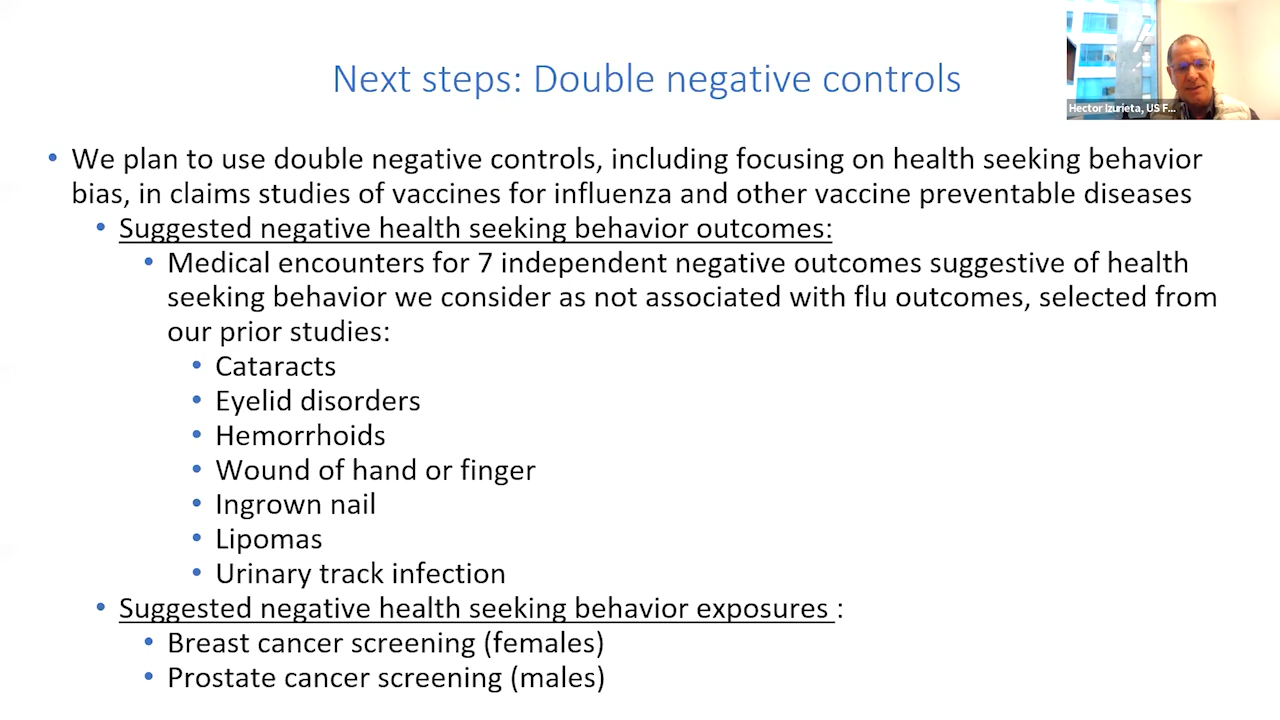 Next steps: Double negative controls
Hector Izurieta, US F...
• We plan to use double negative controls, including focusing on health seeking behavior
bias, in claims studies of vaccines for influenza and other vaccine preventable diseases
• Suggested negative health seeking behavior outcomes:
• Medical encounters for 7 independent negative outcomes suggestive of health
seeking behavior we consider as not associated with flu outcomes, selected from
our prior studies:
• Cataracts
• Eyelid disorders
• Hemorrhoids
• Wound of hand or finger
• Ingrown nail
• Lipomas
• Urinary track infection
• Suggested negative health seeking behavior exposures :
• Breast cancer screening (females)
• Prostate cancer screening (males)